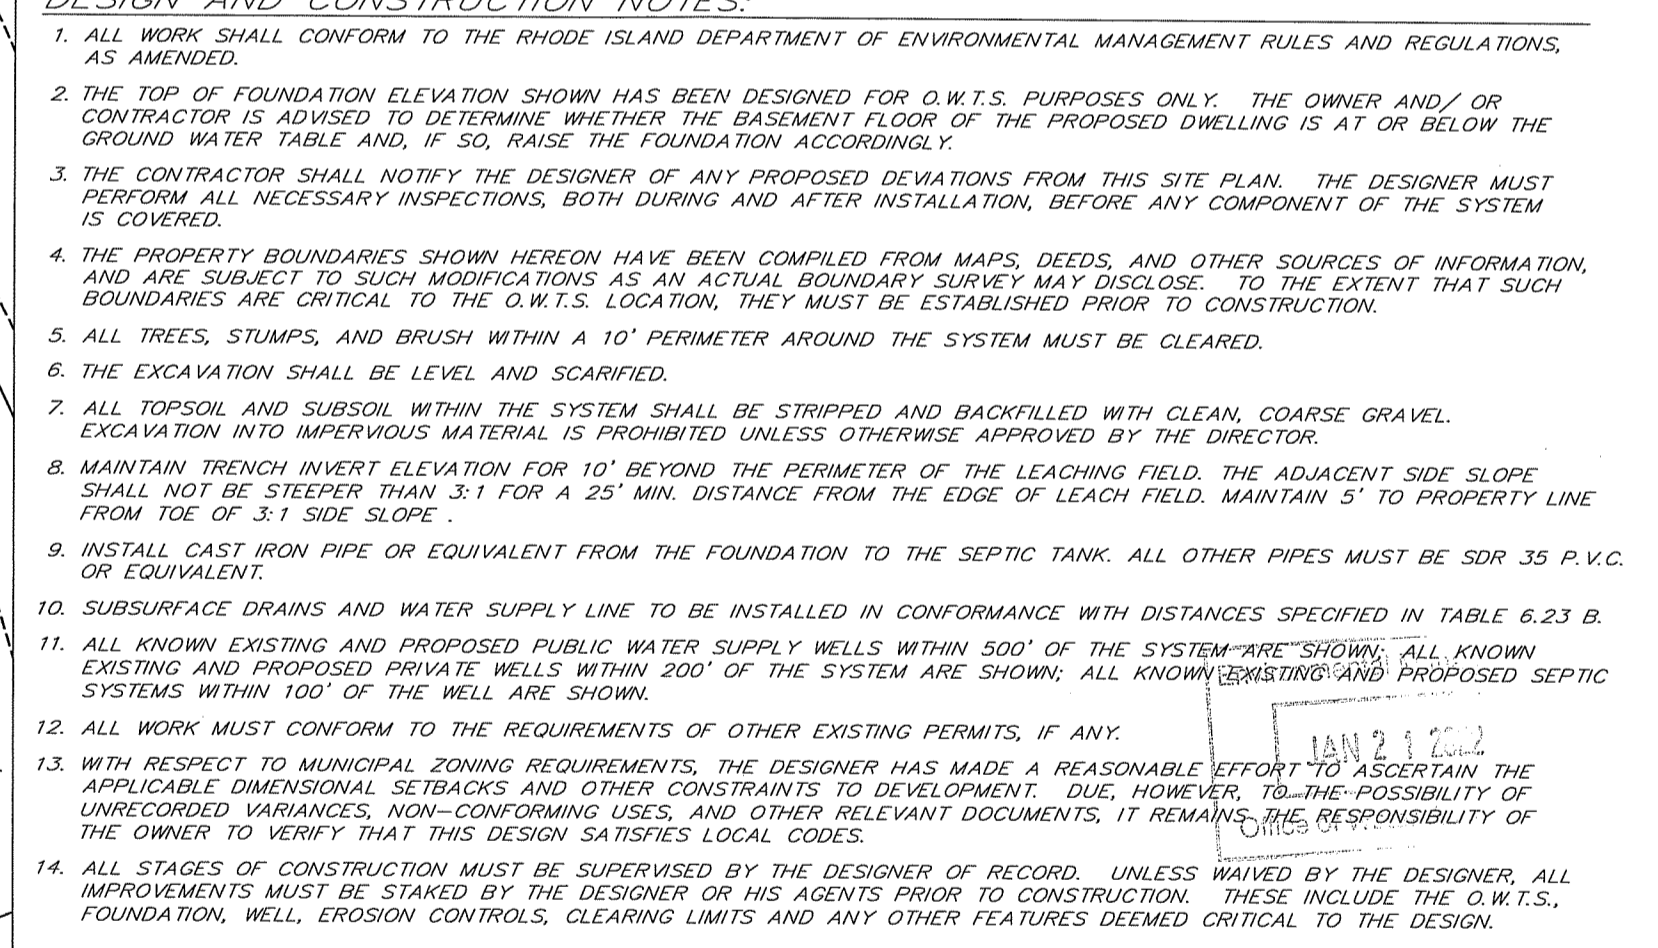 DESIGN AND CONSTRUCTION NOTES:
1. ALL WORK SHALL CONFORM TO THE RHODE ISLAND DEPARTMENT OF ENVIRONMENTAL MANAGEMENT RULES AND REGULATIONS,
AS AMENDED.
2. THE TOP OF FOUNDATION ELEVATION SHOWN HAS BEEN DESIGNED FOR O.W.T.S. PURPOSES ONLY. THE OWNER AND/ OR
CONTRACTOR IS ADVISED TO DETERMINE WHETHER THE BASEMENT FLOOR OF THE PROPOSED DWELLING IS AT OR BELOW THE
GROUND WATER TABLE AND, IF SO, RAISE THE FOUNDATION ACCORDINGLY.
3. THE CONTRACTOR SHALL NOTIFY THE DESIGNER OF ANY PROPOSED DEVIATIONS FROM THIS SITE PLAN. THE DESIGNER MUST
PERFORM ALL NECESSARY INSPECTIONS, BOTH DURING AND AFTER INSTALLATION, BEFORE ANY COMPONENT OF THE SYSTEM
IS COVERED.
4. THE PROPERTY BOUNDARIES SHOWN HEREON HAVE BEEN COMPILED FROM MAPS, DEEDS, AND OTHER SOURCES OF INFORMATION,
AND ARE SUBJECT TO SUCH MODIFICATIONS AS AN ACTUAL BOUNDARY SURVEY MAY DISCLOSE. TO THE EXTENT THAT SUCH
BOUNDARIES ARE CRITICAL TO THE O.W.T.S. LOCATION, THEY MUST BE ESTABLISHED PRIOR TO CONSTRUCTION.
5. ALL TREES, STUMPS, AND BRUSH WITHIN A 10' PERIMETER AROUND THE SYSTEM MUST BE CLEARED.
6. THE EXCAVATION SHALL BE LEVEL AND SCARIFIED.
7. ALL TOPSOIL AND SUBSOIL WITHIN THE SYSTEM SHALL BE STRIPPED AND BACKFILLED WITH CLEAN, COARSE GRAVEL.
EXCAVATION INTO IMPERVIOUS MATERIAL IS PROHIBITED UNLESS OTHERWISE APPROVED BY THE DIRECTOR.
8. MAINTAIN TRENCH INVERT ELEVATION FOR 10' BEYOND THE PERIMETER OF THE LEACHING FIELD. THE ADJACENT SIDE SLOPE
SHALL NOT BE STEEPER THAN 3:1 FOR A 25' MIN. DISTANCE FROM THE EDGE OF LEACH FIELD. MAINTAIN 5' TO PROPERTY LINE
FROM TOE OF 3:1 SIDE SLOPE .
9. INSTALL CAST IRON PIPE OR EQUIVALENT FROM THE FOUNDATION TO THE SEPTIC TANK. ALL OTHER PIPES MUST BE SDR 35 P.V.C.
OR EQUIVALENT.
10. SUBSURFACE DRAINS AND WATER SUPPLY LINE TO BE INSTALLED IN CONFORMANCE WITH DISTANCES SPECIFIED IN TABLE 6.23 B.
11. ALL KNOWN EXISTING AND PROPOSED PUBLIC WATER SUPPLY WELLS WITHIN 500' OF THE SYSTEM ARE SHOWN; ALL KNOWN
EXISTING AND PROPOSED PRIVATE WELLS WITHIN 200' OF THE SYSTEM ARE SHOWN; ALL KNOWN EXISTING AND PROPOSED SEPTIC
SYSTEMS WITHIN 100' OF THE WELL ARE SHOWN.
12. ALL WORK MUST CONFORM TO THE REQUIREMENTS OF OTHER EXISTING PERMITS, IF ANY.
JAN 21 2022
13. WITH RESPECT TO MUNICIPAL ZONING REQUIREMENTS, THE DESIGNER HAS MADE A REASONABLE EFFORT TO ASCERTAIN THE
APPLICABLE DIMENSIONAL SETBACKS AND OTHER CONSTRAINTS TO DEVELOPMENT. DUE, HOWEVER, TO THE POSSIBILITY OF
UNRECORDED VARIANCES, NON-CONFORMING USES, AND OTHER RELEVANT DOCUMENTS, IT REMAINS THE RESPONSIBILITY OF
THE OWNER TO VERIFY THAT THIS DESIGN SATISFIES LOCAL CODES.
Office of
14. ALL STAGES OF CONSTRUCTION MUST BE SUPERVISED BY THE DESIGNER OF RECORD. UNLESS WAIVED BY THE DESIGNER, ALL
IMPROVEMENTS MUST BE STAKED BY THE DESIGNER OR HIS AGENTS PRIOR TO CONSTRUCTION. THESE INCLUDE THE O.W.T.S.,
FOUNDATION, WELL, EROSION CONTROLS, CLEARING LIMITS AND ANY OTHER FEATURES DEEMED CRITICAL TO THE DESIGN.